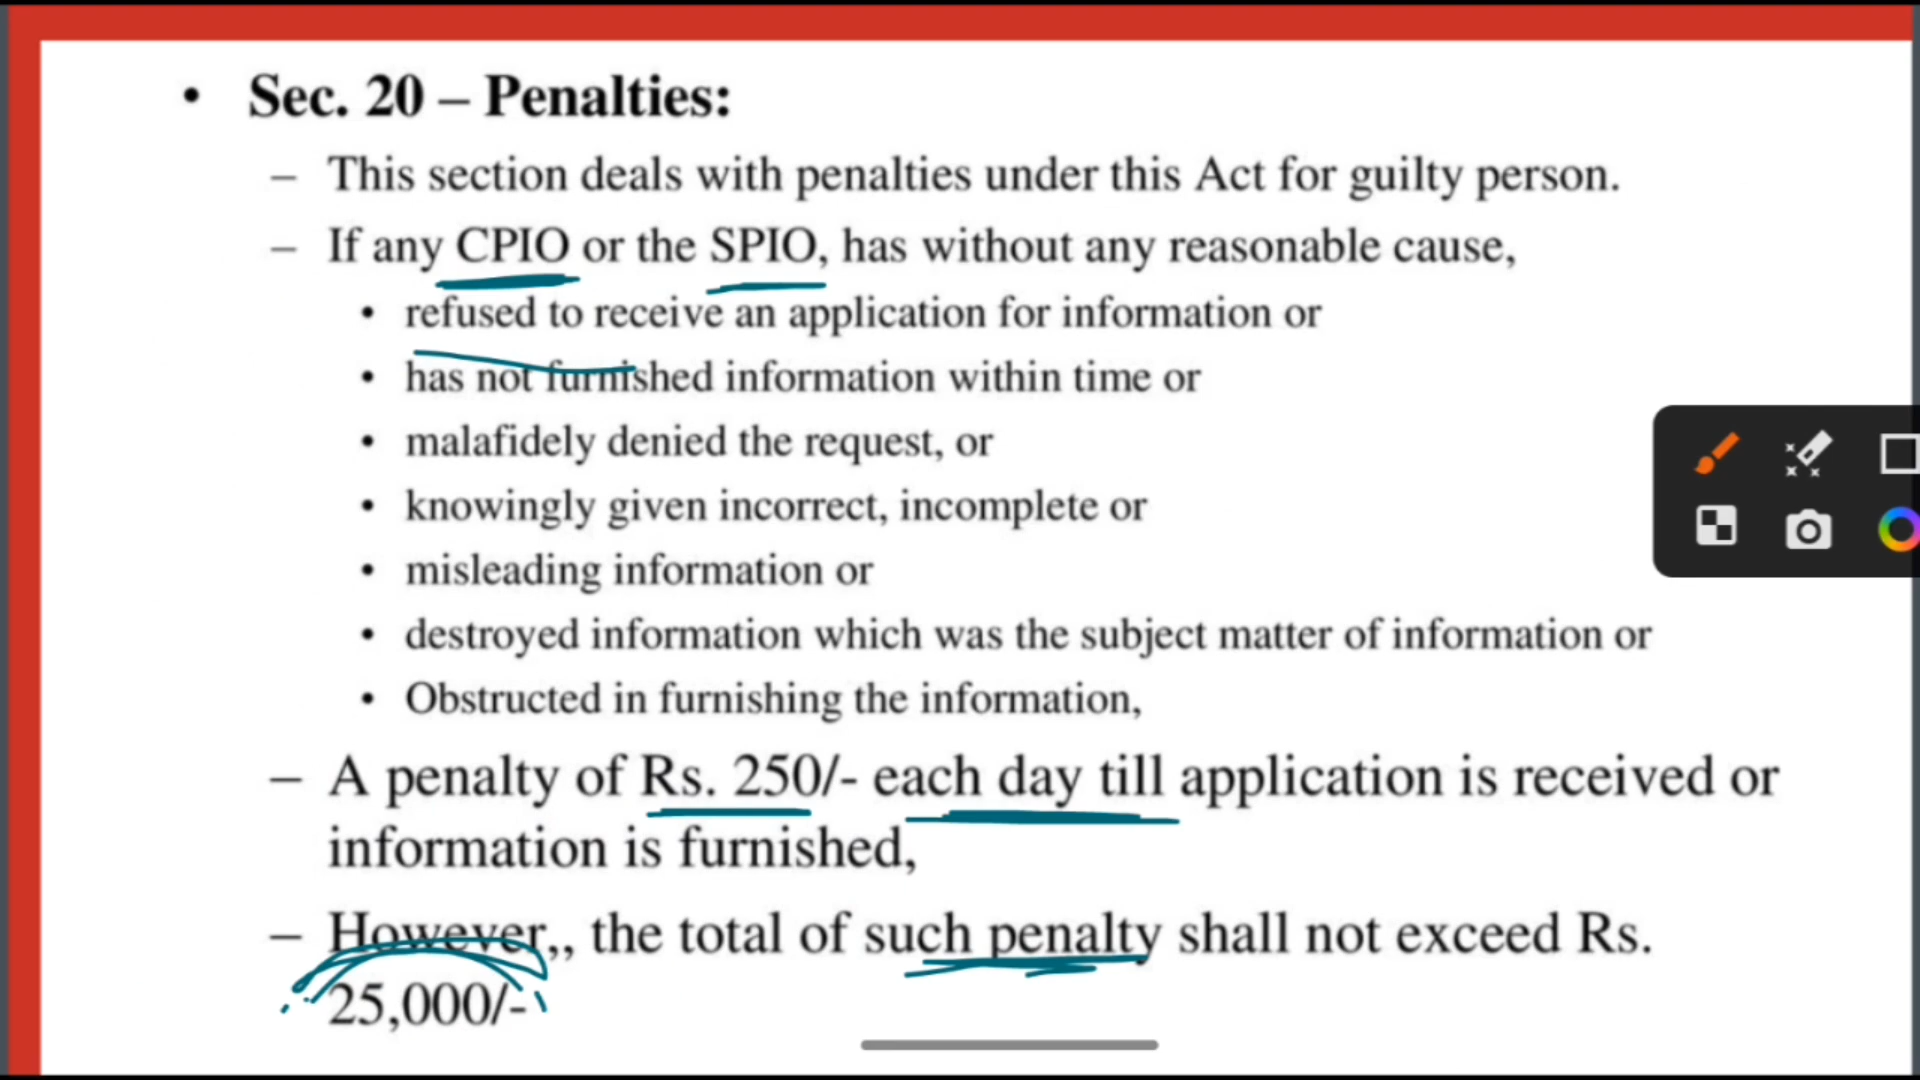 • Sec. 20 – Penalties:
– This section deals with penalties under this Act for guilty person.
– If any CPIO or the SPIO, has without any reasonable cause,
• refused to receive an application for information or
• has not furnished information within time or
• malafidely denied the request, or
• knowingly given incorrect, incomplete or
• misleading information or
• destroyed information which was the subject matter of information or
• Obstructed in furnishing the information,
– A penalty of Rs. 250/- each day till application is received or
information is furnished,
– However,, the total of such penalty shall not exceed Rs.
25,000/-